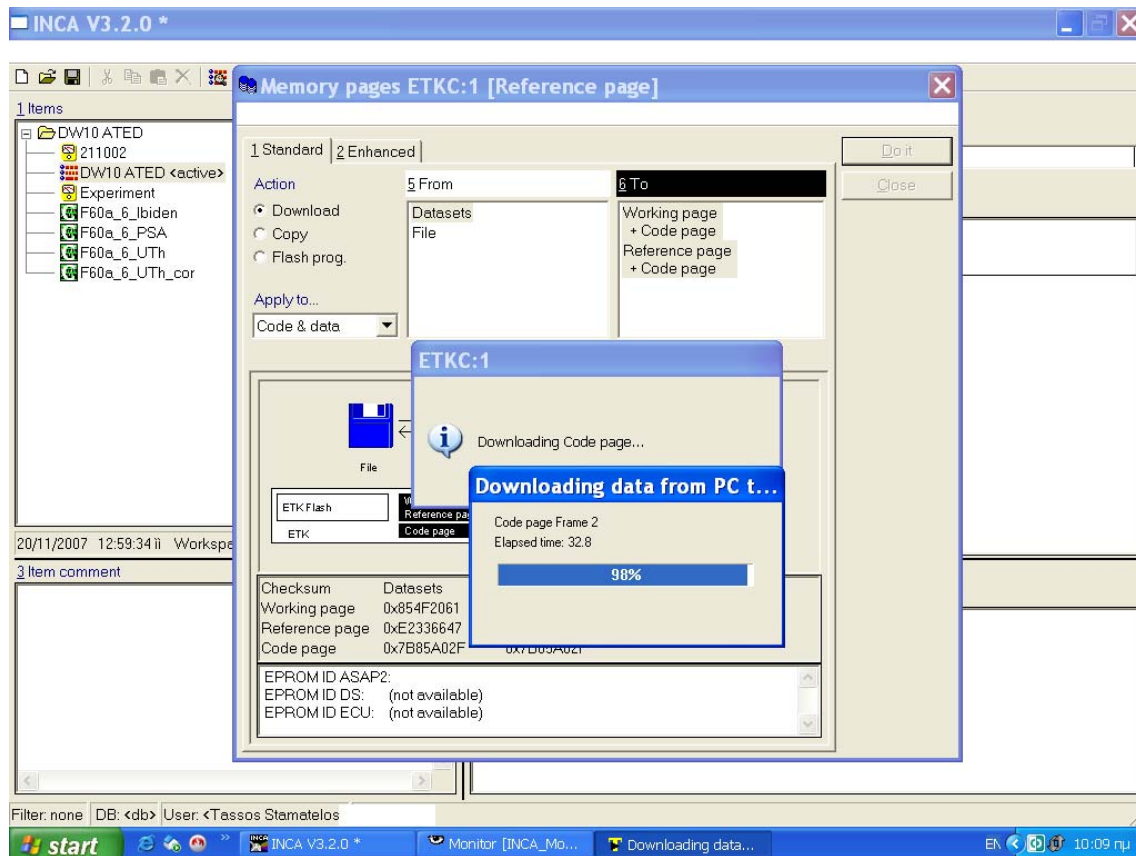 INCA V3.2.0 *
1 Items
DW10 ATED
211002
DW10 ATED <active>
Experiment
F60a_6_Ibiden
F60a_6_PSA
F60a_6_UTh
F60a_6_UTh_cor
20/11/2007 12:59:34 ìì Workspa
3 Item comment
Memory pages ETKC:1 [Reference page]
1 Standard
2 Enhanced
Do it
Close
Action
5 From
6 To
Download
Copy
Flash prog.
Datasets
File
Working page
+ Code page
Reference page
+ Code page
Apply to...
Code & data
File
ETK Flash
Reference pa
ETK
Code page
ETKC:1
Downloading Code page...
Downloading data from PC t...
Code page Frame 2
Elapsed time: 32.8
98%
Checksum Datasets
Working page 0x854F2061
Reference page 0xE2336647
Code page 0x7B85A02F 0x7B85A02F
EPROM ID ASAP2:
EPROM ID DS: (not available)
EPROM ID ECU: (not available)
Filter: none DB: <db> User: <Tassos Stamatelos
start
INCA V3.2.0 *
Monitor [INCA_Mo...
Downloading data...
EN
10:09 πμ